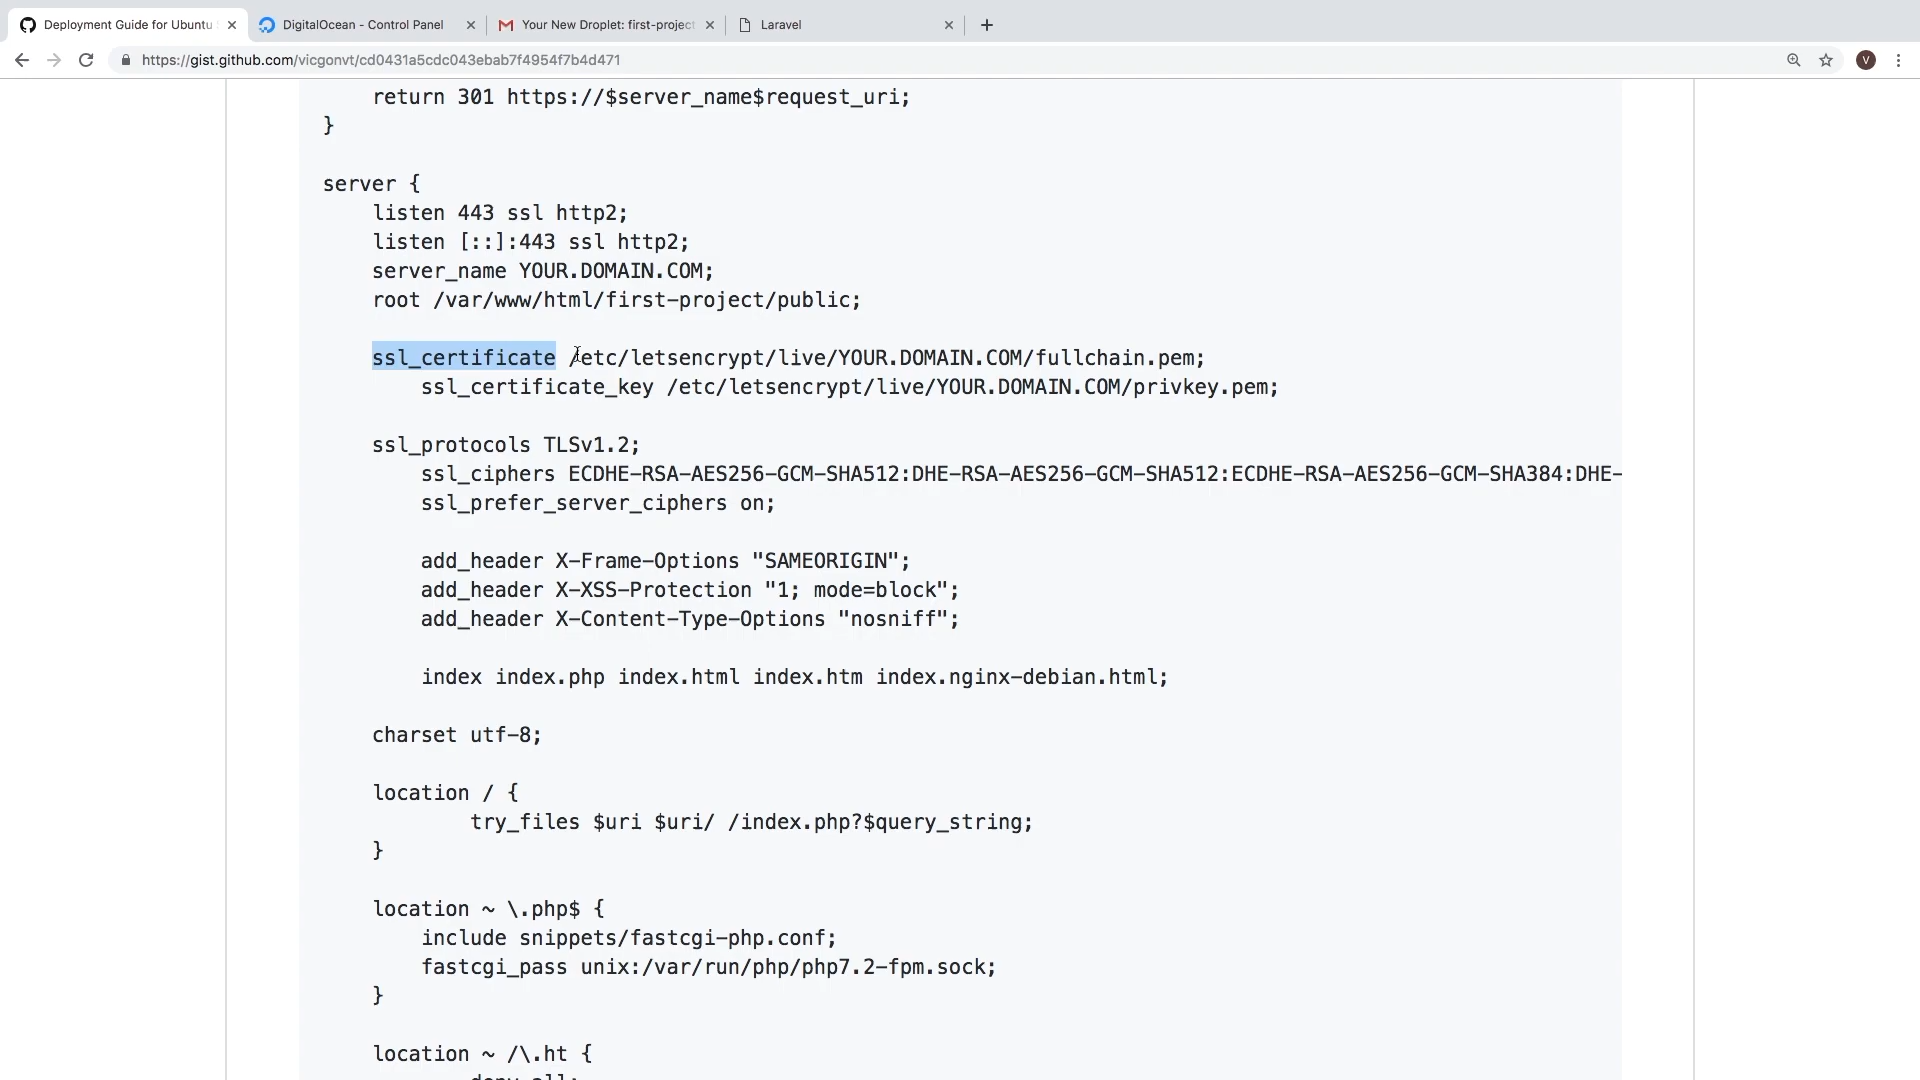 Deployment Guide for Ubuntu
DigitalOcean - Control Panel
Your New Droplet: first-project
Laravel
https://gist.github.com/vicgonvt/cd0431a5cdc043ebab7f4954f7b4d471
V
return 301 https://$server_name$request_uri;
}
server {
listen 443 ssl http2;
listen [::]:443 ssl http2;
server_name YOUR.DOMAIN.COM;
root /var/www/html/first-project/public;
ssl_certificate /etc/letsencrypt/live/YOUR.DOMAIN.COM/fullchain.pem;
ssl_certificate_key /etc/letsencrypt/live/YOUR.DOMAIN.COM/privkey.pem;
ssl_protocols TLSv1.2;
ssl_ciphers ECDHE-RSA-AES256-GCM-SHA512:DHE-RSA-AES256-GCM-SHA512:ECDHE-RSA-AES256-GCM-SHA384:DHE-
ssl_prefer_server_ciphers on;
add_header X-Frame-Options "SAMEORIGIN";
add_header X-XSS-Protection "1; mode=block";
add_header X-Content-Type-Options "nosniff";
index index.php index.html index.htm index.nginx-debian.html;
charset utf-8;
location / {
try_files $uri $uri/ /index.php?$query_string;
}
location ~ \.php$ {
include snippets/fastcgi-php.conf;
fastcgi_pass unix:/var/run/php/php7.2-fpm.sock;
}
location ~ /\.ht {
deny all;